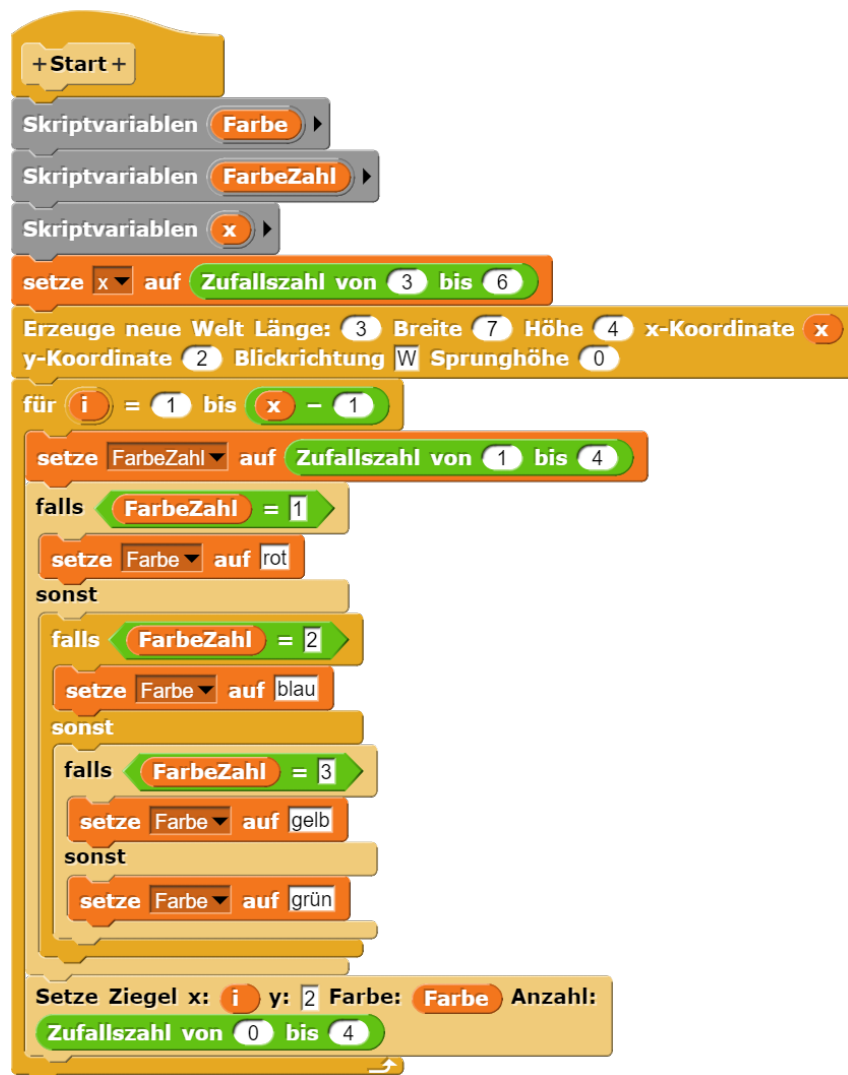 +Start+
Skriptvariablen Farbe
Skriptvariablen FarbeZahl
Skriptvariablen x
setze x auf Zufallszahl von 3 bis 6
Erzeuge neue Welt Länge: 3 Breite 7 Höhe 4 x-Koordinate x
y-Koordinate 2 Blickrichtung W Sprunghöhe 0
für i = 1 bis x - 1
setze FarbeZahl auf Zufallszahl von 1 bis 4
falls FarbeZahl = 1
setze Farbe auf rot
sonst
falls FarbeZahl = 2
setze Farbe auf blau
sonst
falls FarbeZahl = 3
setze Farbe auf gelb
sonst
setze Farbe auf grün
Setze Ziegel x: i y: 2 Farbe: Farbe Anzahl:
Zufallszahl von 0 bis 4